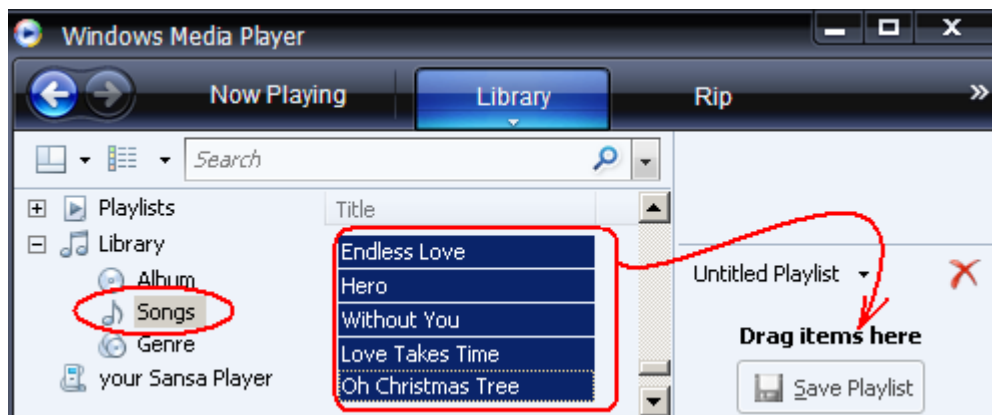 Windows Media Player
Now Playing
Library
Rip
»
Search
Playlists
Library
Album
Songs
Genre
your Sansa Player
Title
Endless Love
Hero
Without You
Love Takes Time
Oh Christmas Tree
Untitled Playlist
Drag items here
Save Playlist